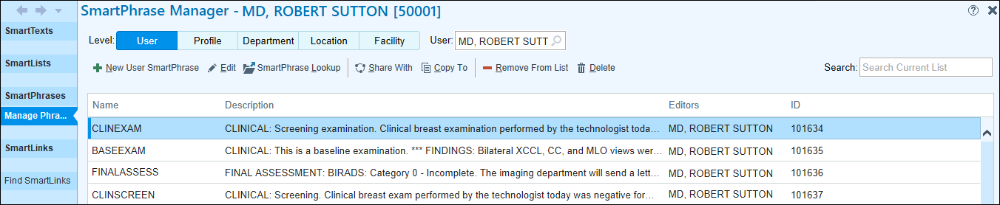 SmartPhrase Manager - MD, ROBERT SUTTON [50001]
SmartTexts
SmartLists
SmartPhrases
Manage Phra...
SmartLinks
Find SmartLinks
Level: User Profile Department Location Facility User: MD, ROBERT SUTT
New User SmartPhrase Edit SmartPhrase Lookup Share With Copy To Remove From List Delete Search: Search Current List
Name Description Editors ID
CLINEXAM CLINICAL: Screening examination. Clinical breast examination performed by the technologist toda... MD, ROBERT SUTTON 101634
BASEEXAM CLINICAL: This is a baseline examination. *** FINDINGS: Bilateral XCCL, CC, and MLO views wer... MD, ROBERT SUTTON 101635
FINALASSESS FINAL ASSESSMENT: BIRADS: Category 0 - Incomplete. The imaging department will send a lett... MD, ROBERT SUTTON 101636
CLINSCREEN CLINICAL: Screening. Clinical breast exam performed by the technologist today was negative for... MD, ROBERT SUTTON 101637